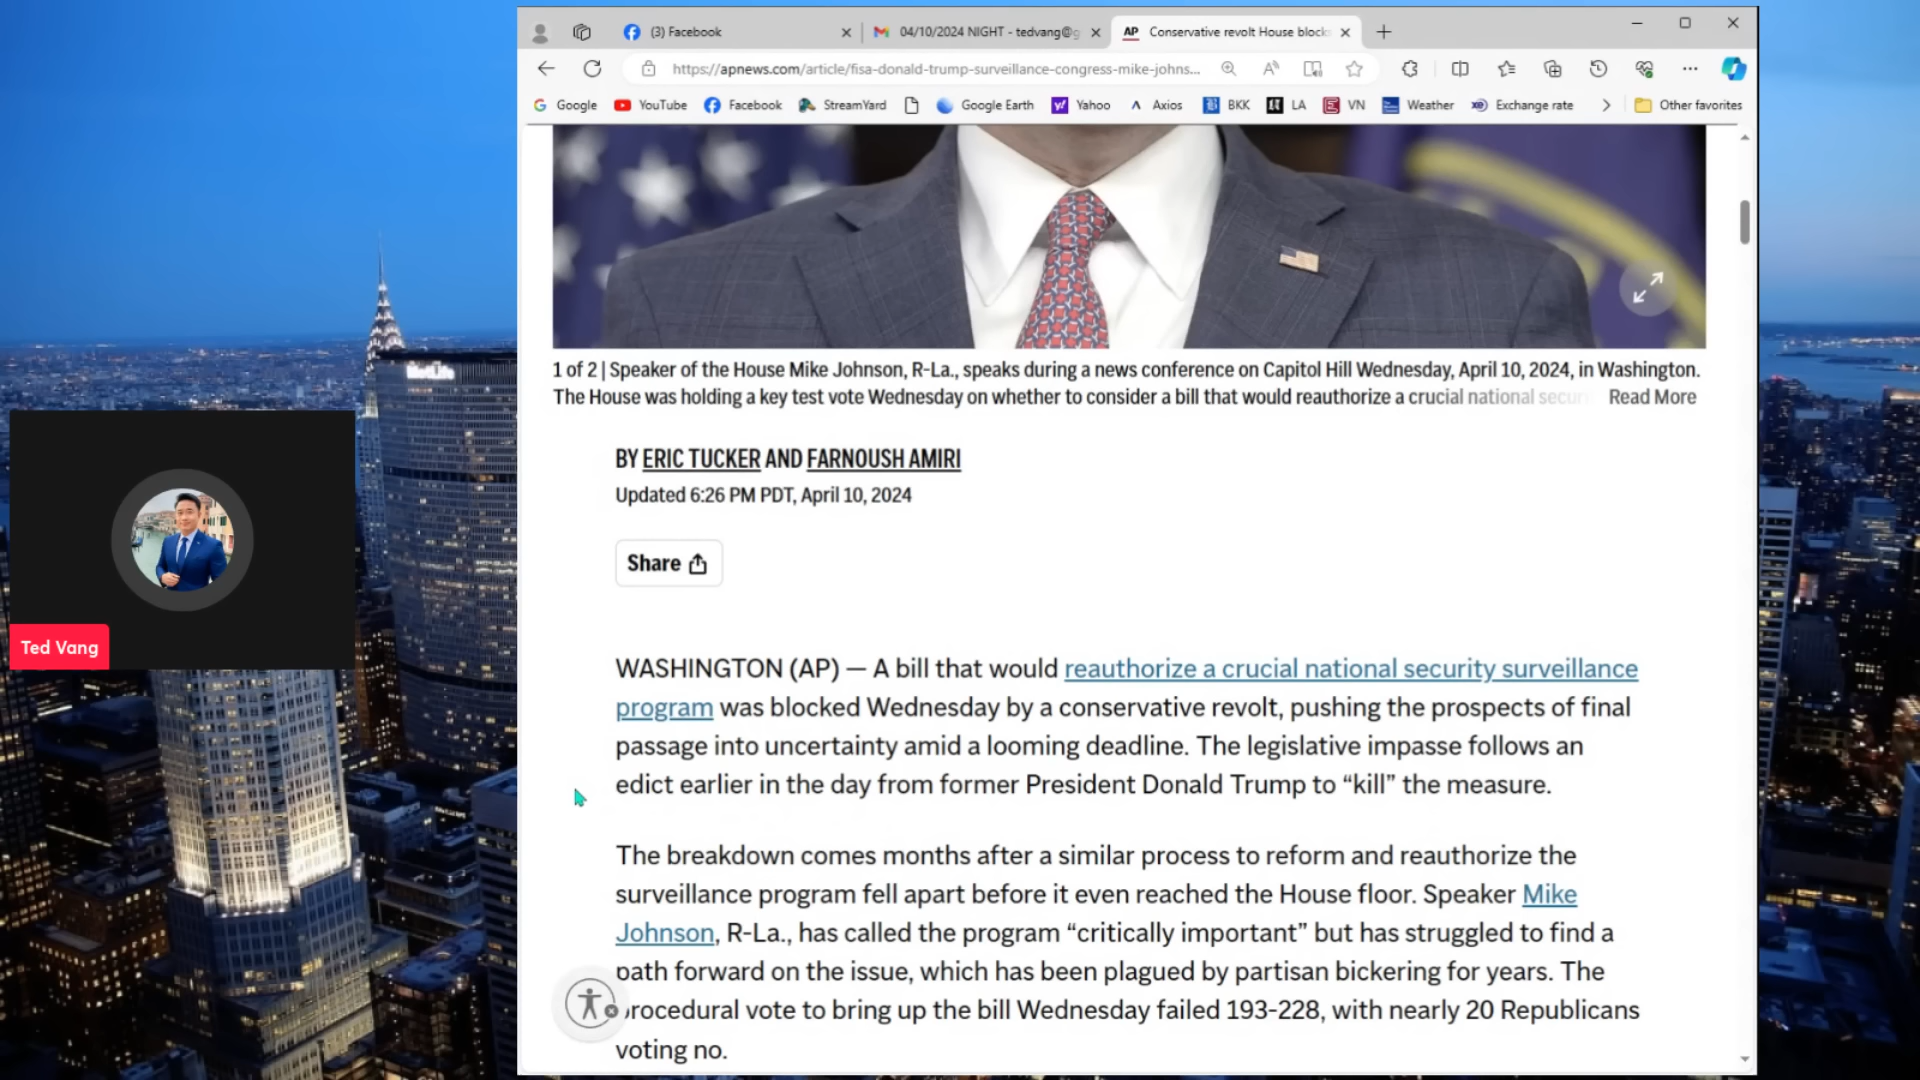 (3) Facebook
04/10/2024 NIGHT - tedvang@g
AP Conservative revolt House blocks
https://apnews.com/article/fisa-donald-trump-surveillance-congress-mike-johns...
Google YouTube Facebook StreamYard Google Earth Yahoo Axios BKK LA VN Weather Exchange rate Other favorites
1 of 2 | Speaker of the House Mike Johnson, R-La., speaks during a news conference on Capitol Hill Wednesday, April 10, 2024, in Washington.
The House was holding a key test vote Wednesday on whether to consider a bill that would reauthorize a crucial national secur Read More
BY ERIC TUCKER AND FARNOUSH AMIRI
Updated 6:26 PM PDT, April 10, 2024
Share
Ted Vang
WASHINGTON (AP) — A bill that would reauthorize a crucial national security surveillance
program was blocked Wednesday by a conservative revolt, pushing the prospects of final
passage into uncertainty amid a looming deadline. The legislative impasse follows an
edict earlier in the day from former President Donald Trump to “kill” the measure.
The breakdown comes months after a similar process to reform and reauthorize the
surveillance program fell apart before it even reached the House floor. Speaker Mike
Johnson, R-La., has called the program “critically important” but has struggled to find a
path forward on the issue, which has been plagued by partisan bickering for years. The
procedural vote to bring up the bill Wednesday failed 193-228, with nearly 20 Republicans
voting no.